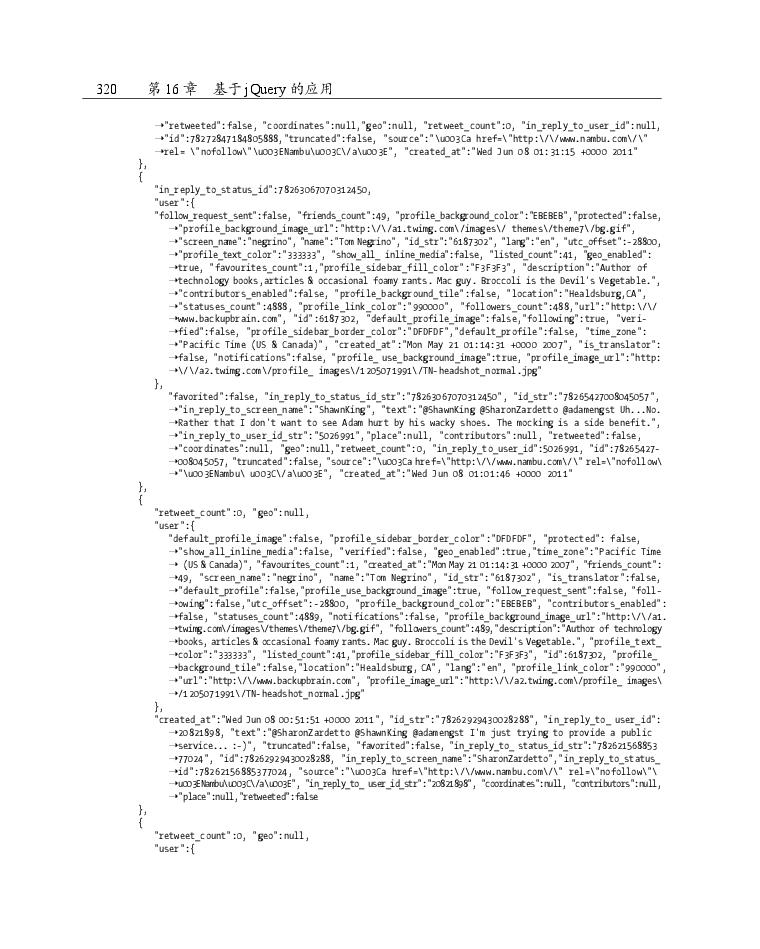 320 第 16 章 基于 jQuery 的应用
➝"retweeted":false, "coordinates":null,"geo":null, "retweet_count":0, "in_reply_to_user_id":null,
➝"id":78272847184805888,"truncated":false, "source":"\u003Ca href=\"http:\/\/www.nambu.com\/\"
➝rel= \"nofollow\"\u003ENambu\u003C\/a\u003E", "created_at":"Wed Jun 08 01:31:15 +0000 2011"
},
{
"in_reply_to_status_id":78263067070312450,
"user":{
"follow_request_sent":false, "friends_count":49, "profile_background_color":"EBEBEB","protected":false,
➝"profile_background_image_url":"http:\/\/a1.twimg.com\/images\/ themes\/theme7\/bg.gif",
➝"screen_name":"negrino", "name":"Tom Negrino", "id_str":"6187302", "lang":"en", "utc_offset":-28800,
➝"profile_text_color":"333333", "show_all_ inline_media":false, "listed_count":41, "geo_enabled":
➝true, "favourites_count":1,"profile_sidebar_fill_color":"F3F3F3", "description":"Author of
➝technology books,articles & occasional foamy rants. Mac guy. Broccoli is the Devil's Vegetable.",
➝"contributors_enabled":false, "profile_background_tile":false, "location":"Healdsburg,CA",
➝"statuses_count":4888, "profile_link_color":"990000", "followers_count":488,"url":"http:\/\/
➝www.backupbrain.com", "id":6187302, "default_profile_image":false,"following":true, "veri-
➝fied":false, "profile_sidebar_border_color":"DFDFDF","default_profile":false, "time_zone":
➝"Pacific Time (US & Canada)", "created_at":"Mon May 21 01:14:31 +0000 2007", "is_translator":
➝false, "notifications":false, "profile_ use_background_image":true, "profile_image_url":"http:
➝\/\/a2.twimg.com\/profile_ images\/1205071991\/TN-headshot_normal.jpg"
},
"favorited":false, "in_reply_to_status_id_str":"78263067070312450", "id_str":"78265427008045057",
➝"in_reply_to_screen_name":"ShawnKing", "text":"@ShawnKing @SharonZardetto @adamengst Uh...No.
➝Rather that I don't want to see Adam hurt by his wacky shoes. The mocking is a side benefit.",
➝"in_reply_to_user_id_str":"5026991","place":null, "contributors":null, "retweeted":false,
➝"coordinates":null, "geo":null,"retweet_count":0, "in_reply_to_user_id":5026991, "id":78265427-
➝008045057, "truncated":false, "source":"\u003Ca href=\"http:\/\/www.nambu.com\/\" rel=\"nofollow\
➝"\u003ENambu\ u003C\/a\u003E", "created_at":"Wed Jun 08 01:01:46 +0000 2011"
},
{
"retweet_count":0, "geo":null,
"user":{
"default_profile_image":false, "profile_sidebar_border_color":"DFDFDF", "protected": false,
➝"show_all_inline_media":false, "verified":false, "geo_enabled":true,"time_zone":"Pacific Time
➝ (US & Canada)", "favourites_count":1, "created_at":"Mon May 21 01:14:31 +0000 2007", "friends_count":
➝49, "screen_name":"negrino", "name":"Tom Negrino", "id_str":"6187302", "is_translator":false,
➝"default_profile":false,"profile_use_background_image":true, "follow_request_sent":false, "foll-
➝owing":false,"utc_offset":-28800, "profile_background_color":"EBEBEB", "contributors_enabled":
➝false, "statuses_count":4889, "notifications":false, "profile_background_image_url":"http:\/\/a1.
➝twimg.com\/images\/themes\/theme7\/bg.gif", "followers_count":489,"description":"Author of technology
➝books, articles & occasional foamy rants. Mac guy. Broccoli is the Devil's Vegetable.", "profile_text_
➝color":"333333", "listed_count":41,"profile_sidebar_fill_color":"F3F3F3", "id":6187302, "profile_
➝background_tile":false,"location":"Healdsburg, CA", "lang":"en", "profile_link_color":"990000",
➝"url":"http:\/\/www.backupbrain.com", "profile_image_url":"http:\/\/a2.twimg.com\/profile_ images\
➝/1205071991\/TN-headshot_normal.jpg"
},
"created_at":"Wed Jun 08 00:51:51 +0000 2011", "id_str":"78262929430028288", "in_reply_to_ user_id":
➝20821898, "text":"@SharonZardetto @ShawnKing @adamengst I'm just trying to provide a public
➝service... :-)", "truncated":false, "favorited":false, "in_reply_to_ status_id_str":"782621568853
➝77024", "id":78262929430028288, "in_reply_to_screen_name":"SharonZardetto","in_reply_to_status_
➝id":78262156885377024, "source":"\u003Ca href=\"http:\/\/www.nambu.com\/\" rel=\"nofollow\"\
➝u003ENambu\u003C\/a\u003E", "in_reply_to_ user_id_str":"20821898", "coordinates":null, "contributors":null,
➝"place":null,"retweeted":false
},
{
"retweet_count":0, "geo":null,
"user":{